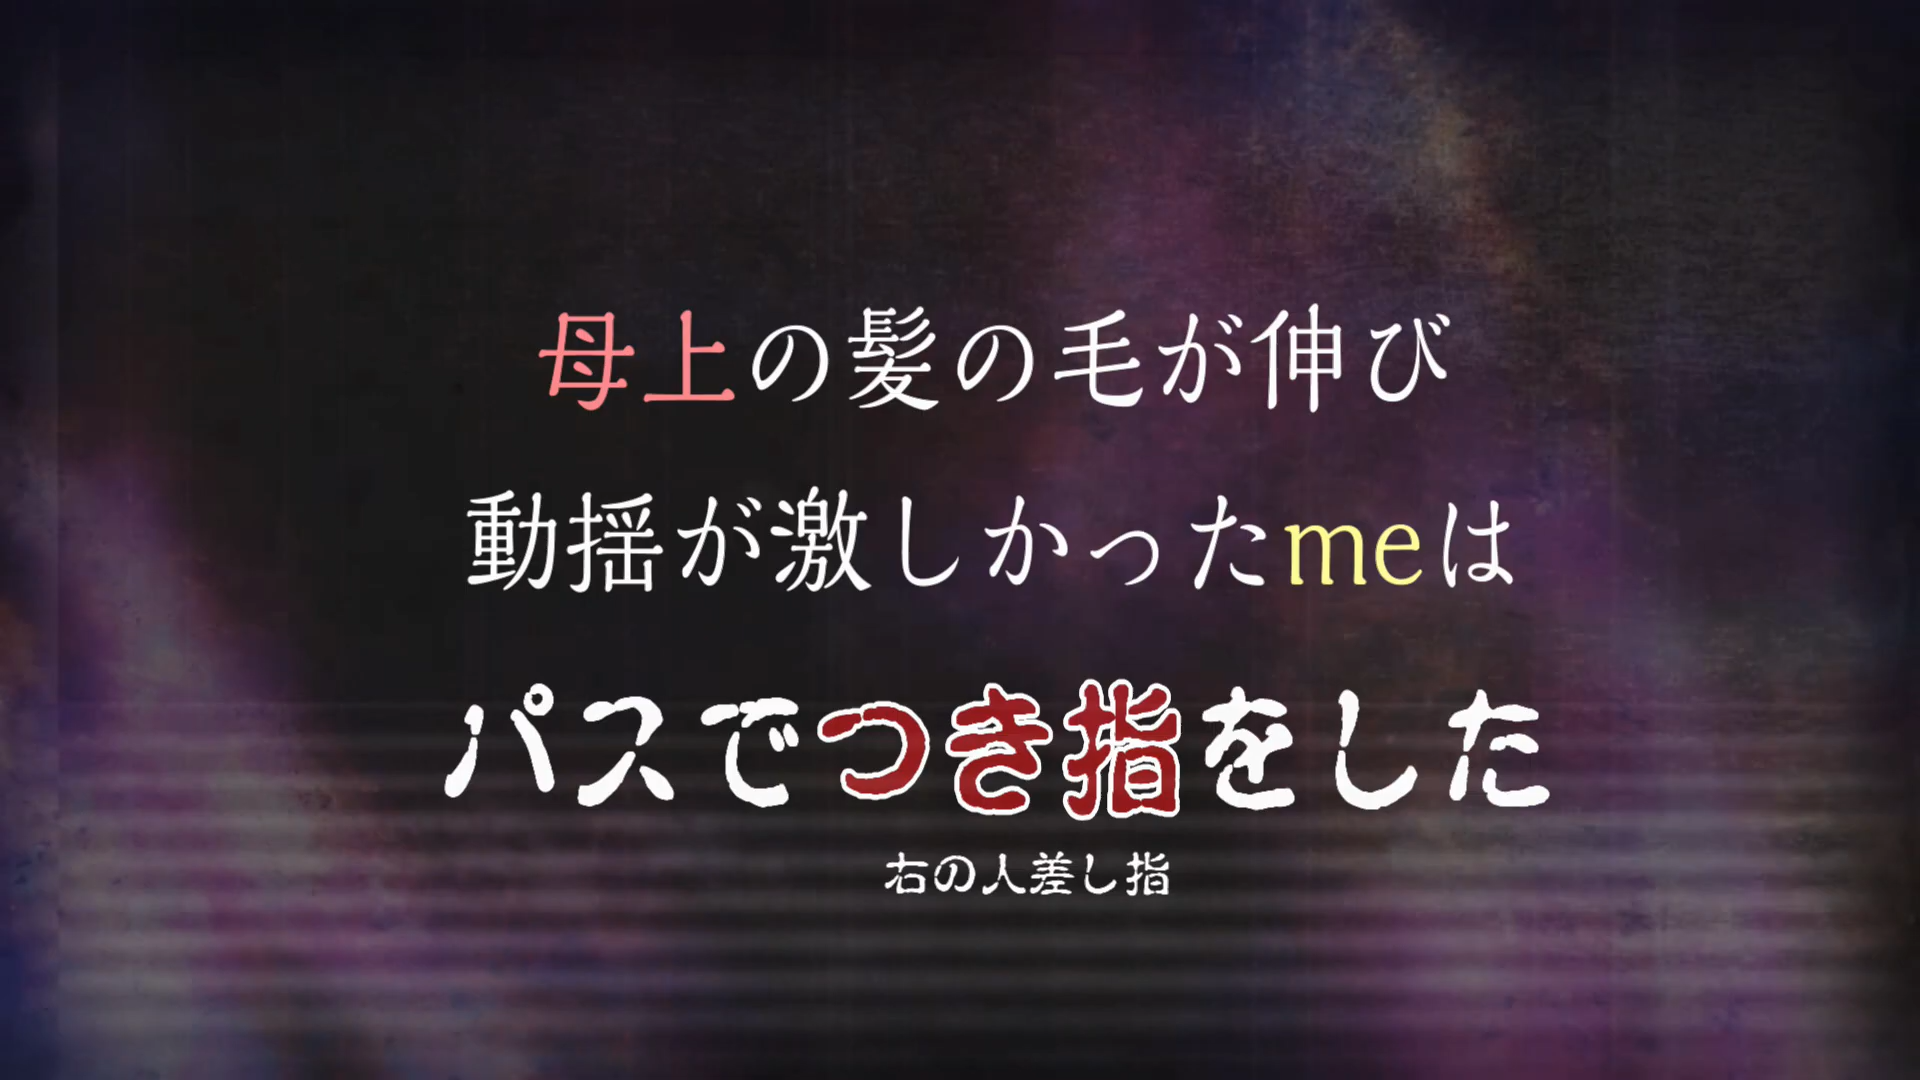 母上の髪の毛が伸び
動揺が激しかったmeは
パスでつき指をした
右の人差し指